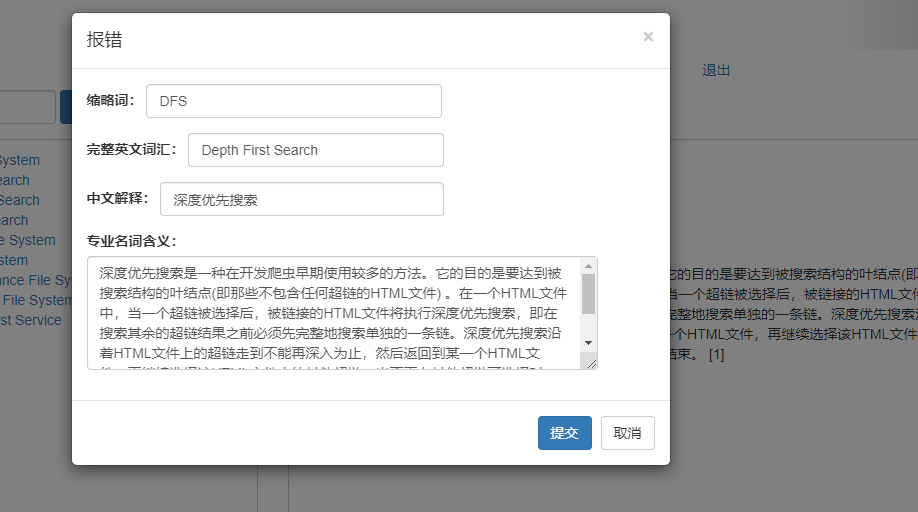 报错
×
退出
缩略词：
DFS
完整英文词汇：
Depth First Search
中文解释：
深度优先搜索
专业名词含义：
深度优先搜索是一种在开发爬虫早期使用较多的方法。它的目的是要达到被
搜索结构的叶结点(即那些不包含任何超链的HTML文件) 。在一个HTML文件
中，当一个超链被选择后，被链接的HTML文件将执行深度优先搜索，即在
搜索其余的超链结果之前必须先完整地搜索单独的一条链。深度优先搜索沿
着HTML文件上的超链走到不能再深入为止，然后返回到某一个HTML文
提交
取消
System
earch
Search
earch
e System
stem
ance File Sy
File System
rst Service
它的目的是要达到被搜索结构的叶结点(即
当一个超链被选择后，被链接的HTML文件
完整地搜索单独的一条链。深度优先搜索沿
个HTML文件，再继续选择该HTML文件
结束。 [1]